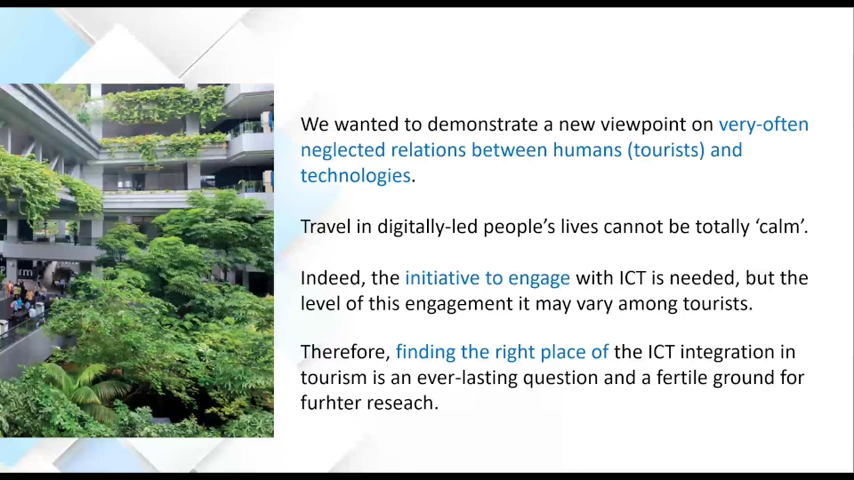 We wanted to demonstrate a new viewpoint on very-often
neglected relations between humans (tourists) and
technologies.
Travel in digitally-led people’s lives cannot be totally ‘calm’.
Indeed, the initiative to engage with ICT is needed, but the
level of this engagement it may vary among tourists.
Therefore, finding the right place of the ICT integration in
tourism is an ever-lasting question and a fertile ground for
furhter reseach.